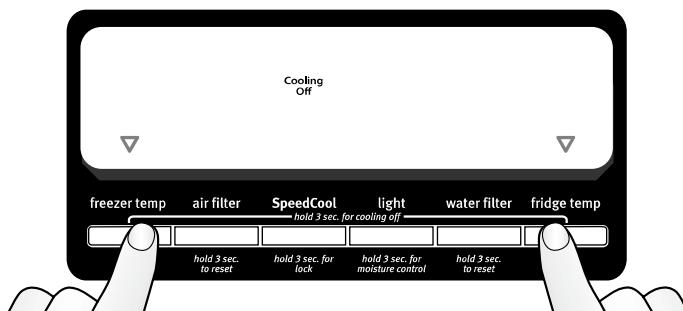 Cooling
Off
freezer temp air filter SpeedCool light water filter fridge temp
hold 3 sec. for cooling off
hold 3 sec. to reset
hold 3 sec. for lock
hold 3 sec. for moisture control
hold 3 sec. to reset